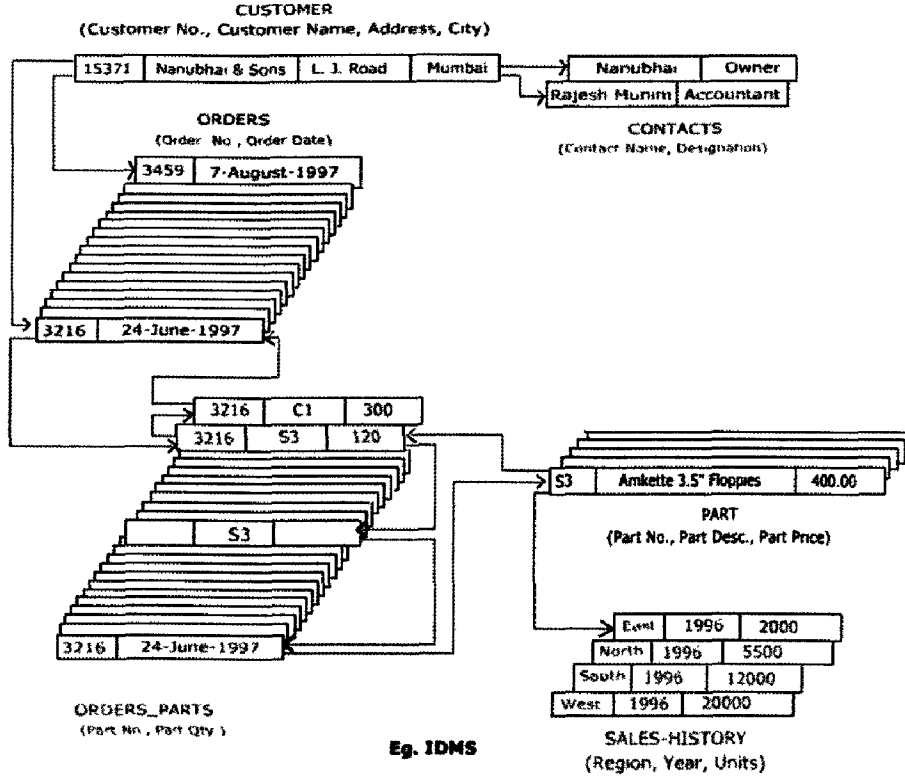 CUSTOMER
(Customer No., Customer Name, Address, City)
15371 Nanubhai & Sons L. J. Road Mumbai
Nanubhai Owner
Rajesh Munim Accountant
CONTACTS
(Contact Name, Designation)
ORDERS
(Order No., Order Date)
3459 7-August-1997
3216 24-June-1997
3216 C1 300
3216 S3 120
S3
3216 24-June-1997
ORDERS_PARTS
(Part No., Part Qty.)
S3 Amkette 3.5" Floppies 400.00
PART
(Part No., Part Desc., Part Price)
East 1996 2000
North 1996 5500
South 1996 12000
West 1996 20000
SALES-HISTORY
(Region, Year, Units)
Eg. IDMS